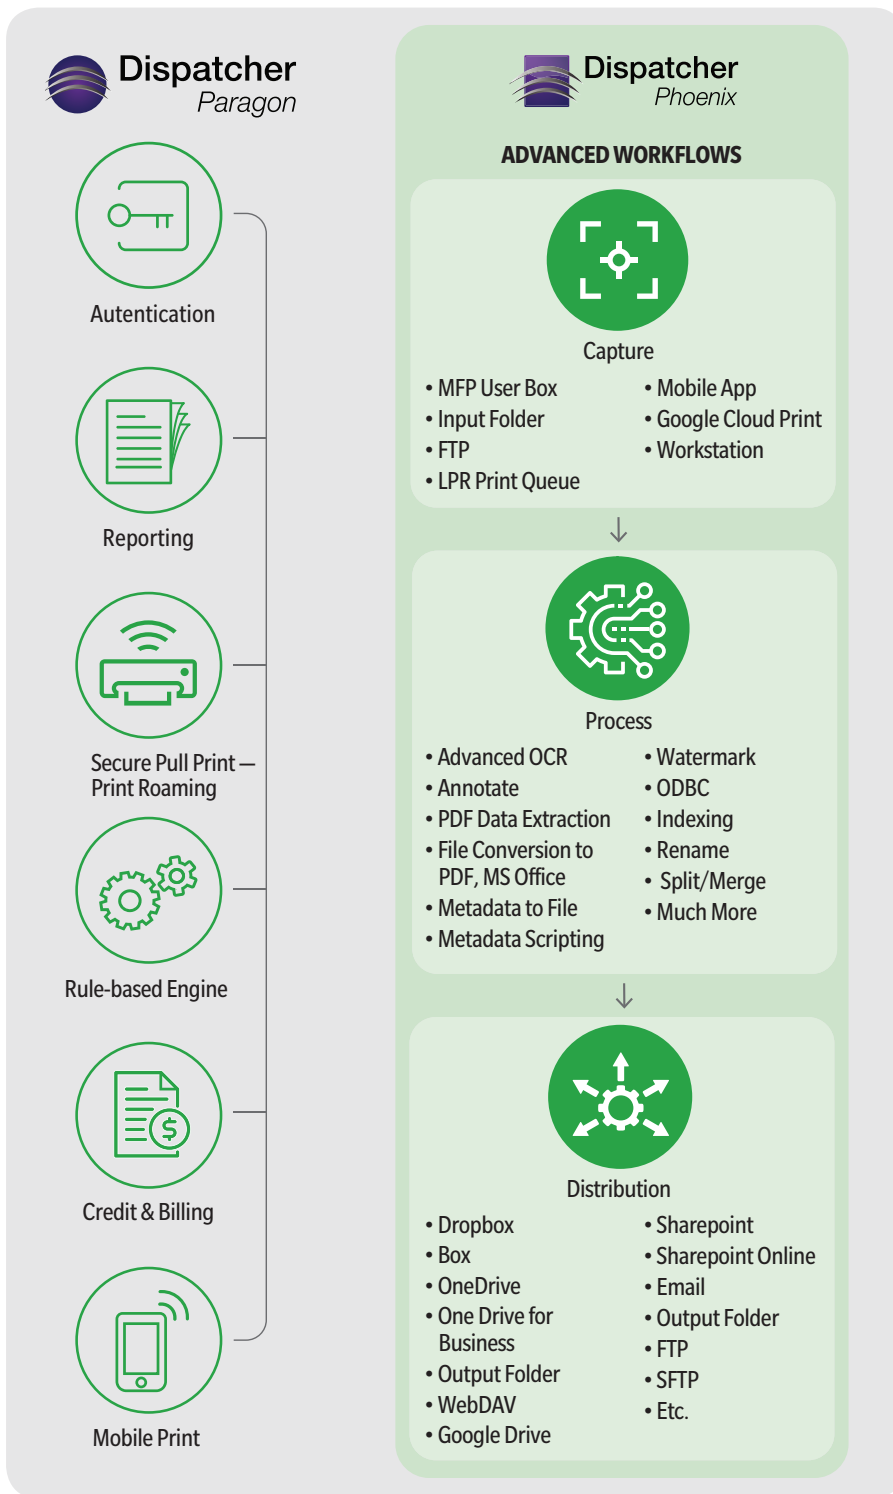 Dispatcher
Paragon
Autentication
Reporting
Secure Pull Print —
Print Roaming
Rule-based Engine
Credit & Billing
$
Mobile Print
Dispatcher
Phoenix
ADVANCED WORKFLOWS
Capture
• MFP User Box
• Input Folder
• FTP
• LPR Print Queue
• Mobile App
• Google Cloud Print
• Workstation
Process
• Advanced OCR
• Annotate
• PDF Data Extraction
• File Conversion to
PDF, MS Office
• Metadata to File
• Metadata Scripting
• Watermark
• ODBC
• Indexing
• Rename
• Split/Merge
• Much More
Distribution
• Dropbox
• Box
• OneDrive
• One Drive for
Business
• Output Folder
• WebDAV
• Google Drive
• Sharepoint
• Sharepoint Online
• Email
• Output Folder
• FTP
• SFTP
• Etc.